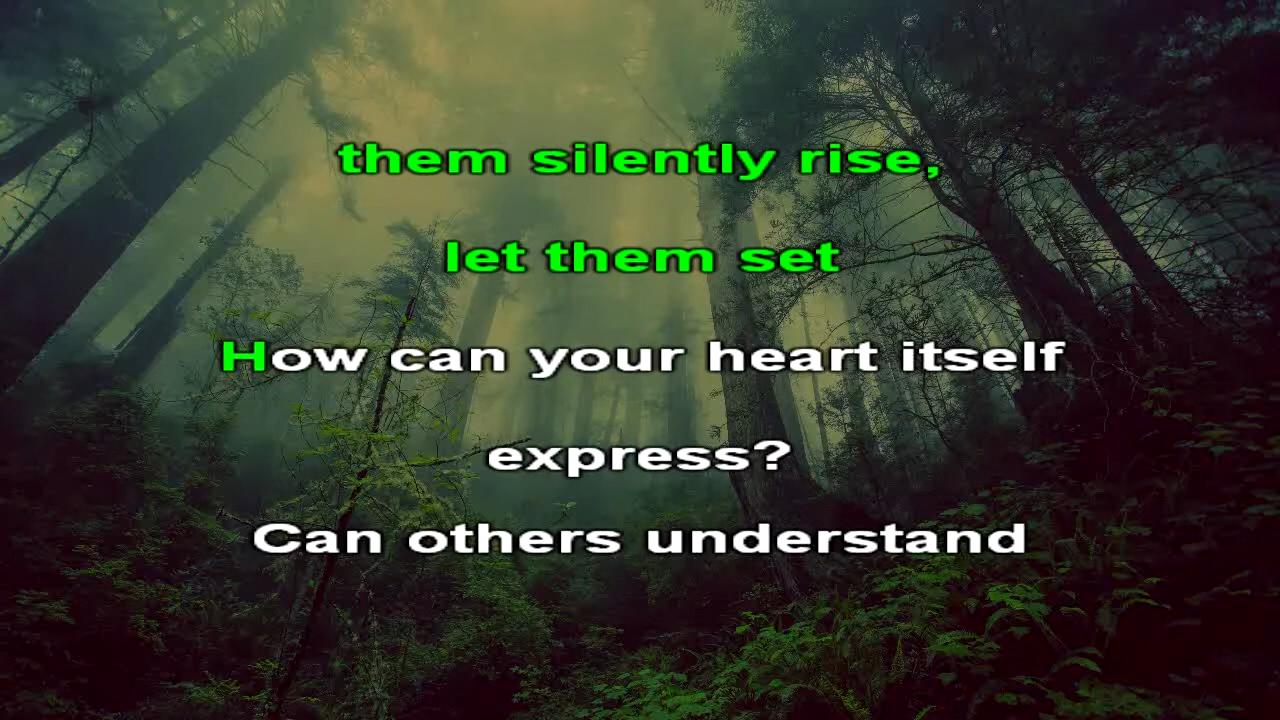 them silently rise,
let them set
How can your heart itself
express?
Can others understand